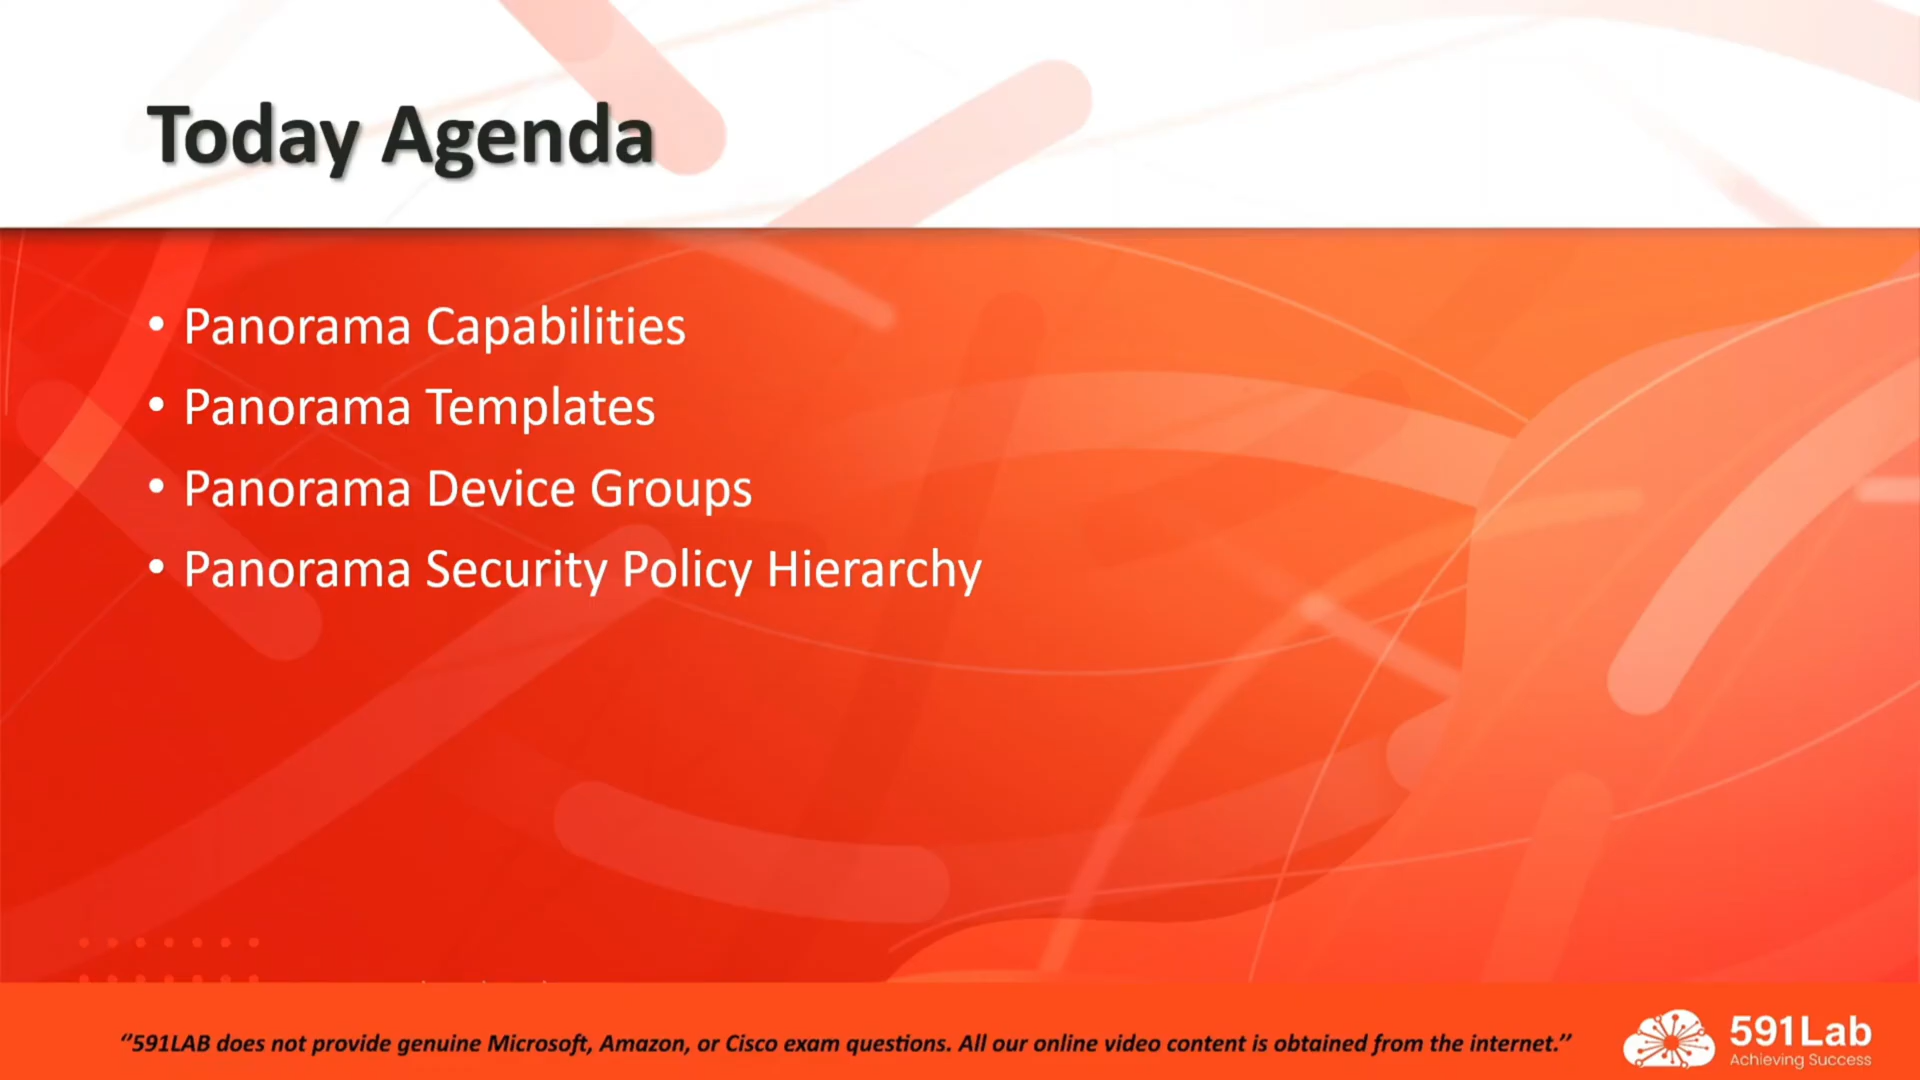 Today Agenda
• Panorama Capabilities
• Panorama Templates
• Panorama Device Groups
• Panorama Security Policy Hierarchy
“591LAB does not provide genuine Microsoft, Amazon, or Cisco exam questions. All our online video content is obtained from the internet.”
591Lab
Achieving Success